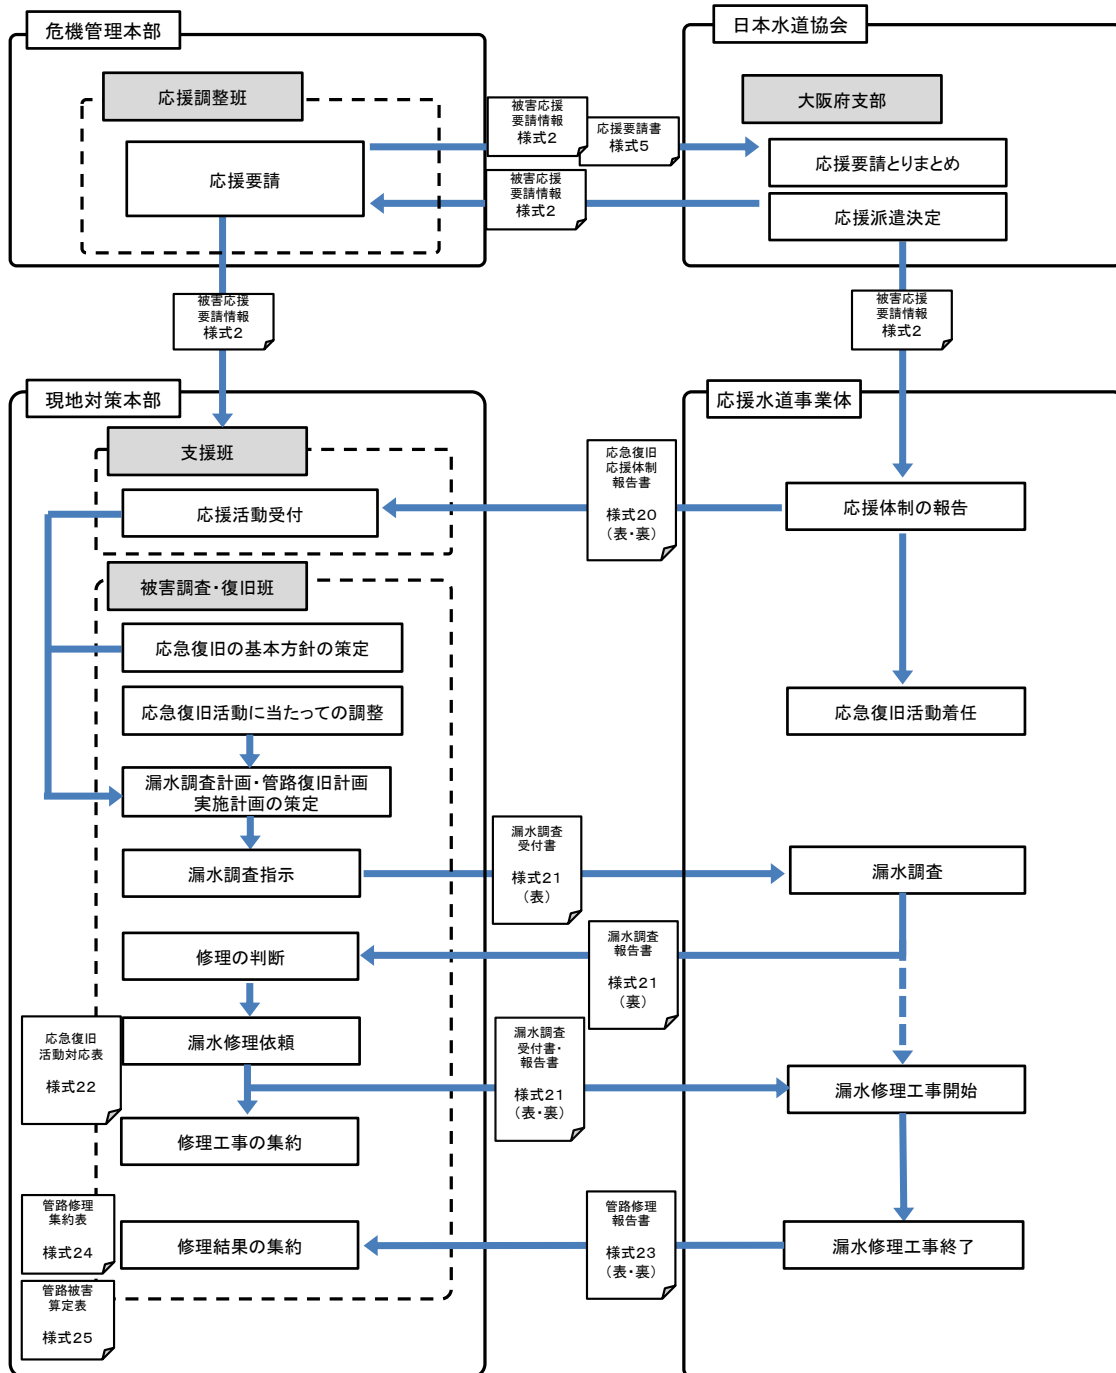 危機管理本部
日本水道協会
応援調整班
大阪府支部
被害応援
要請情報
様式2
応援要請書
様式5
応援要請
応援要請とりまとめ
被害応援
要請情報
様式2
応援派遣決定
被害応援
要請情報
様式2
被害応援
要請情報
様式2
現地対策本部
応援水道事業体
支援班
応急復旧
応援体制
報告書
様式20
(表・裏)
応援活動受付
応援体制の報告
被害調査・復旧班
応急復旧の基本方針の策定
応急復旧活動に当たっての調整
応急復旧活動着任
漏水調査計画・管路復旧計画
実施計画の策定
漏水調査
受付書
様式21
(表)
漏水調査指示
漏水調査
漏水調査
報告書
様式21
(裏)
修理の判断
応急復旧
活動対応表
様式22
漏水修理依頼
漏水調査
受付書・
報告書
様式21
(表・裏)
漏水修理工事開始
修理工事の集約
管路修理
集約表
様式24
修理結果の集約
管路修理
報告書
様式23
(表・裏)
漏水修理工事終了
管路被害
算定表
様式25